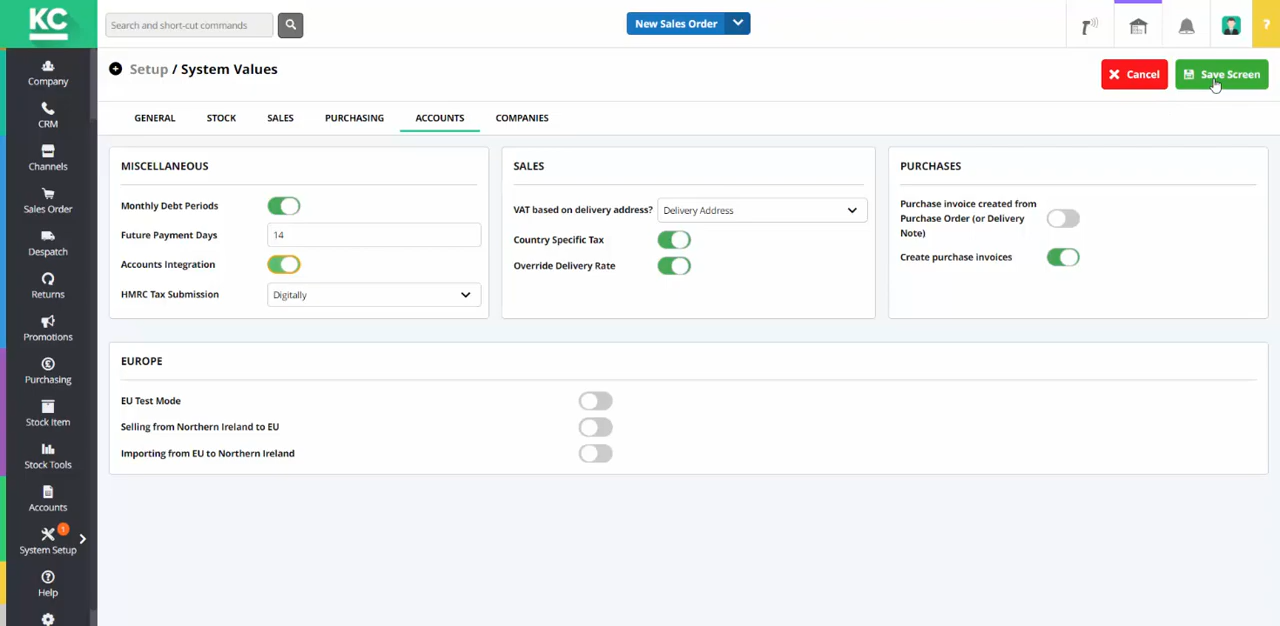 KC
Search and short-cut commands
New Sales Order
?
Company
CRM
Channels
Sales Order
Despatch
Returns
Promotions
Purchasing
Stock Item
Stock Tools
Accounts
1
System Setup
Help
Setup / System Values
Cancel
Save Screen
GENERAL
STOCK
SALES
PURCHASING
ACCOUNTS
COMPANIES
MISCELLANEOUS
Monthly Debt Periods
Future Payment Days
14
Accounts Integration
HMRC Tax Submission
Digitally
SALES
VAT based on delivery address?
Delivery Address
Country Specific Tax
Override Delivery Rate
PURCHASES
Purchase invoice created from
Purchase Order (or Delivery
Note)
Create purchase invoices
EUROPE
EU Test Mode
Selling from Northern Ireland to EU
Importing from EU to Northern Ireland